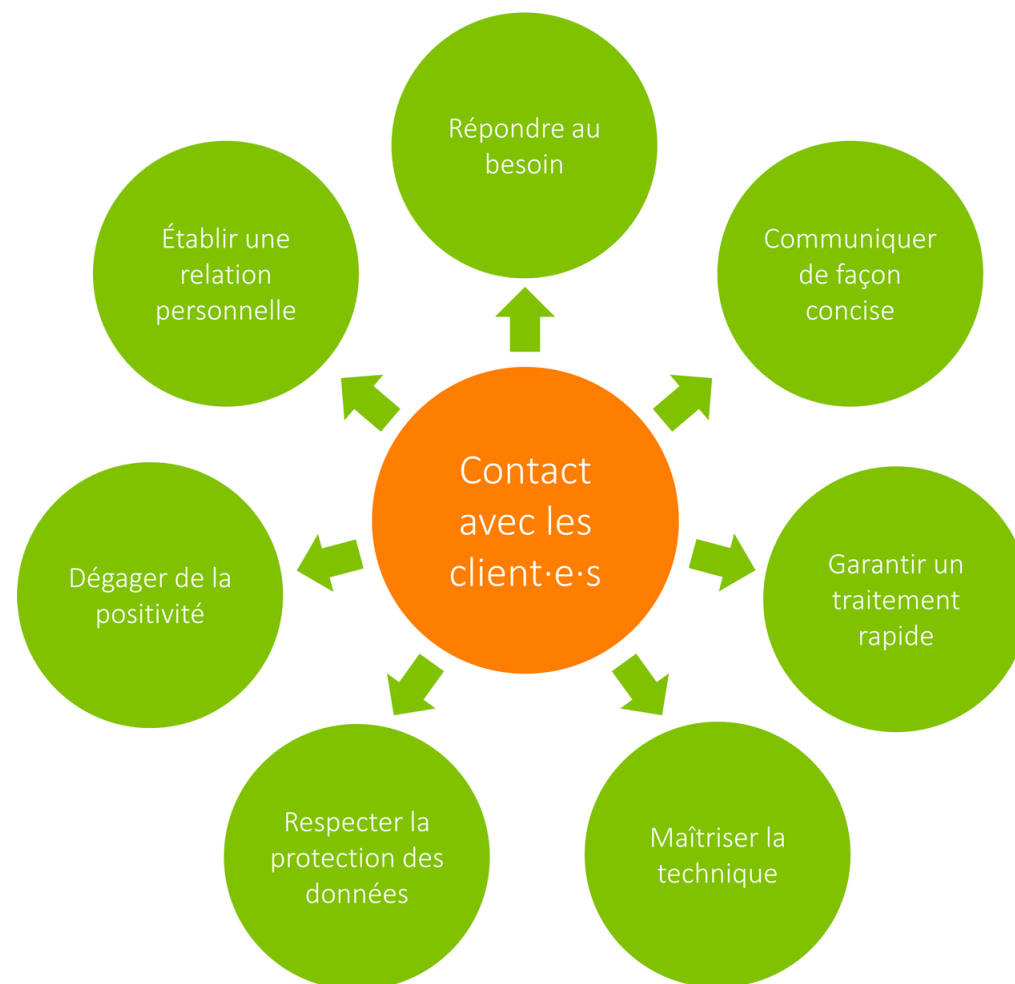 Répondre au
besoin
Communiquer
de façon
concise
Garantir un
traitement
rapide
Maîtriser la
technique
Respecter la
protection des
données
Dégager de la
positivité
Établir une
relation
personnelle
Contact
avec les
client·e·s